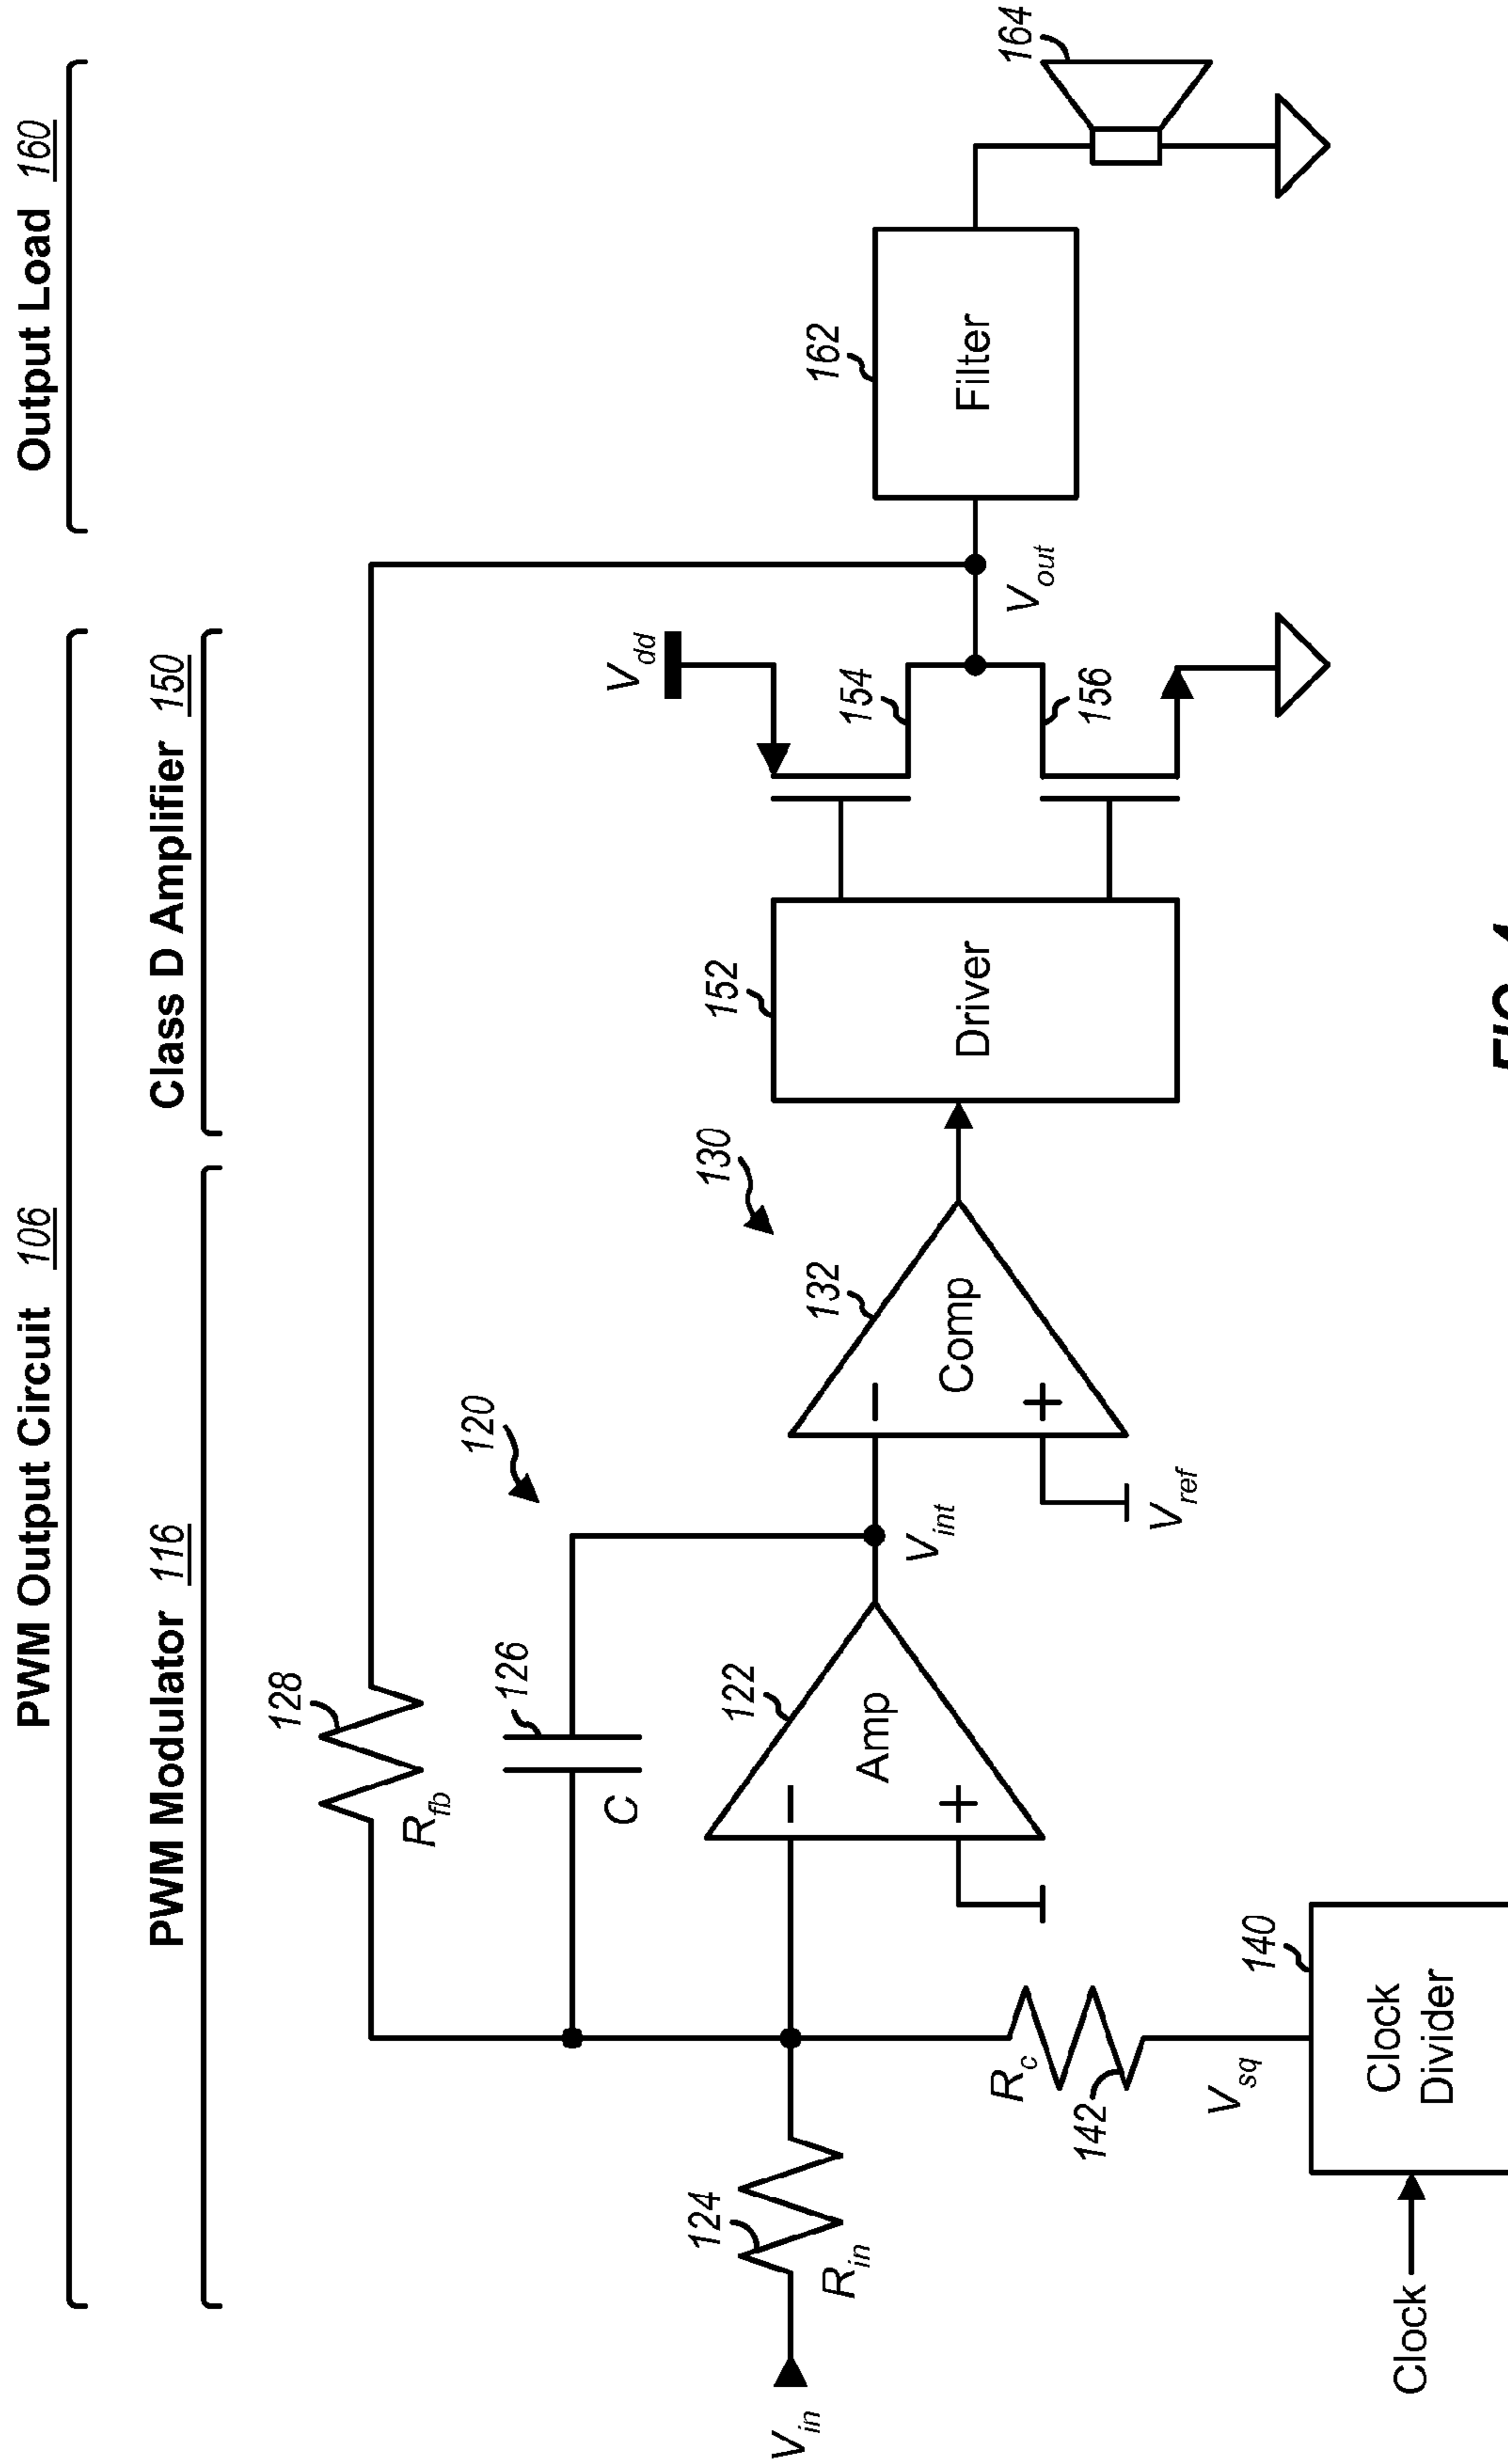 PWM Output Circuit 106
Output Load 160
PWM Modulator 116
Class D Amplifier 150
128
R_fb
120
126
C
124
R_in
V_in
122
Amp
V_int
130
132
Comp
V_ref
152
Driver
V_dd
154
156
V_out
162
Filter
164
R_c
142
V_sq
140
Clock
Divider
Clock